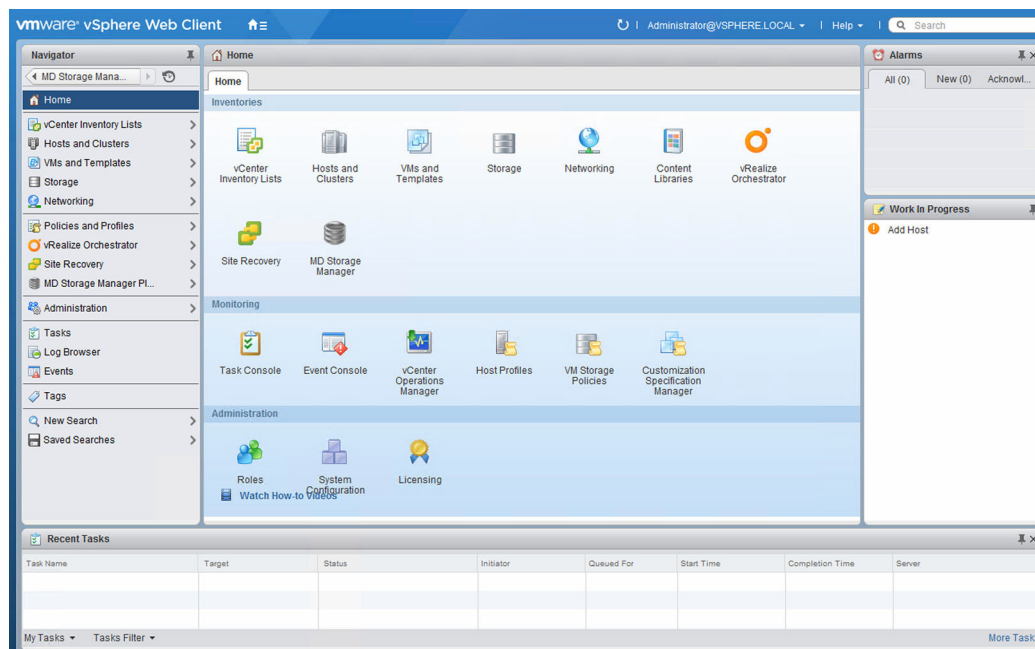 vmware® vSphere Web Client
Administrator@VSPHERE.LOCAL
Help
Search
Navigator
MD Storage Mana...
Home
vCenter Inventory Lists
Hosts and Clusters
VMs and Templates
Storage
Networking
Policies and Profiles
vRealize Orchestrator
Site Recovery
MD Storage Manager Pl...
Administration
Tasks
Log Browser
Events
Tags
New Search
Saved Searches
Home
Home
Inventories
vCenter
Inventory Lists
Hosts and
Clusters
VMs and
Templates
Storage
Networking
Content
Libraries
vRealize
Orchestrator
Site Recovery
MD Storage
Manager
Monitoring
Task Console
Event Console
vCenter
Operations
Manager
Host Profiles
VM Storage
Policies
Customization
Specification
Manager
Administration
Roles
System
Configuration
Licensing
Watch How-to Videos
Alarms
All (0)
New (0)
Acknowl...
Work In Progress
Add Host
Recent Tasks
Task Name
Target
Status
Initiator
Queued For
Start Time
Completion Time
Server
My Tasks
Tasks Filter
More Task